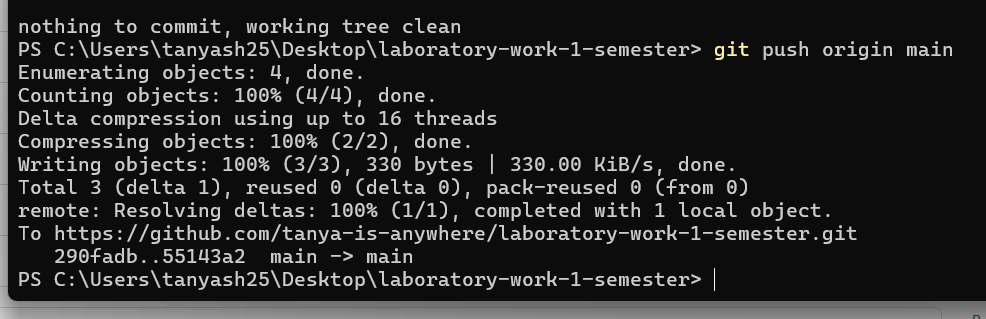 nothing to commit, working tree clean
PS C:\Users\tanyash25\Desktop\laboratory-work-1-semester> git push origin main
Enumerating objects: 4, done.
Counting objects: 100% (4/4), done.
Delta compression using up to 16 threads
Compressing objects: 100% (2/2), done.
Writing objects: 100% (3/3), 330 bytes | 330.00 KiB/s, done.
Total 3 (delta 1), reused 0 (delta 0), pack-reused 0 (from 0)
remote: Resolving deltas: 100% (1/1), completed with 1 local object.
To https://github.com/tanya-is-anywhere/laboratory-work-1-semester.git
   290fadb..55143a2  main -> main
PS C:\Users\tanyash25\Desktop\laboratory-work-1-semester>